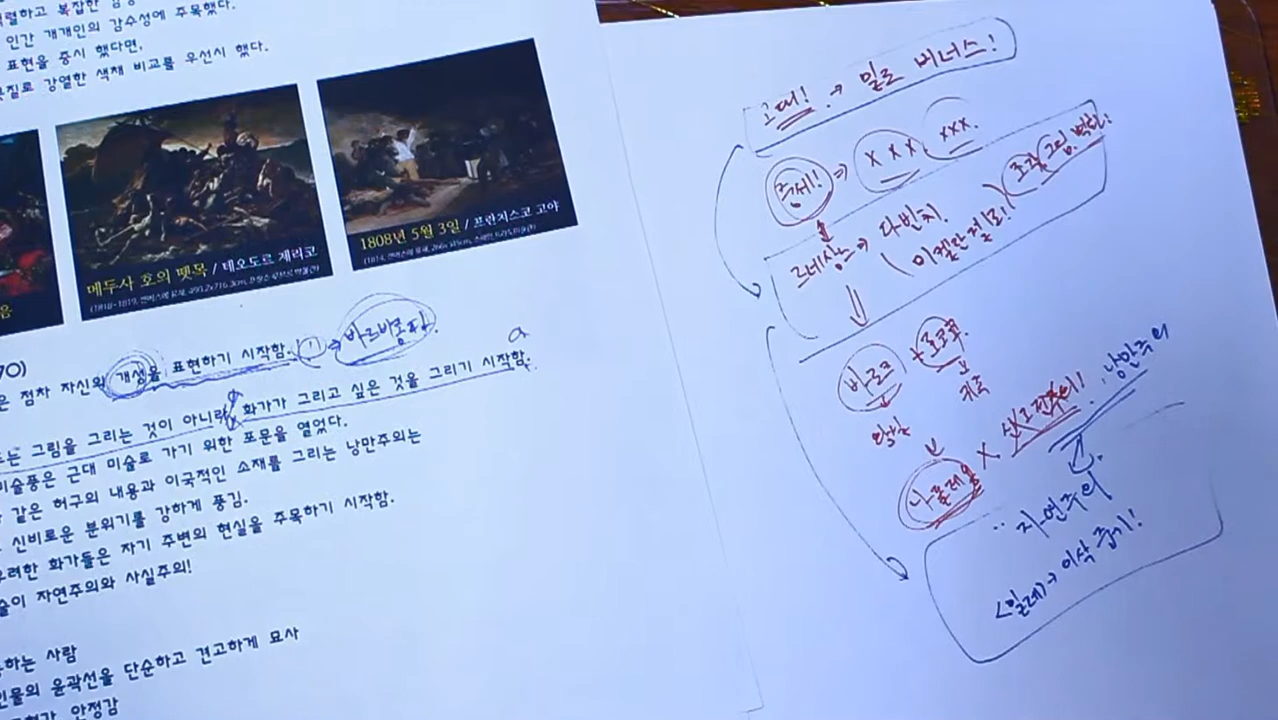 인간 개개인의 감수성에 주목했다.
표현을 중시 했다면,
강열한 색채 비교를 우선시 했다.
메두사 호의 뗏목 / 테오도르 제리코
1808년 5월 3일 / 프란치스코 고야
음
70)
은 점차 자신의 개성을 표현하기 시작함. → 바르비종파.
그림을 그리는 것이 아니라, 화가가 그리고 싶은 것을 그리기 시작함.
미술풍은 근대 미술로 가기 위한 포문을 열었다.
같은 허구의 내용과 이국적인 소재를 그리는 낭만주의는
신비로운 분위기를 강하게 풍김.
우려한 화가들은 자기 주변의 현실을 주목하기 시작함.
술이 자연주의와 사실주의!
하는 사람
인물의 윤곽선을 단순하고 견고하게 묘사
안정감
고대! → 밀로 비너스!
중세! → x x x, xxx.
르네상스 → 다빈치.
미켈란젤로!
조각, 그림, 벽화!
바로크 + 로코코.
귀족
나폴레옹 x 신고전주의!, 낭만주의
자연주의
<밀레> → 이삭 줍기!